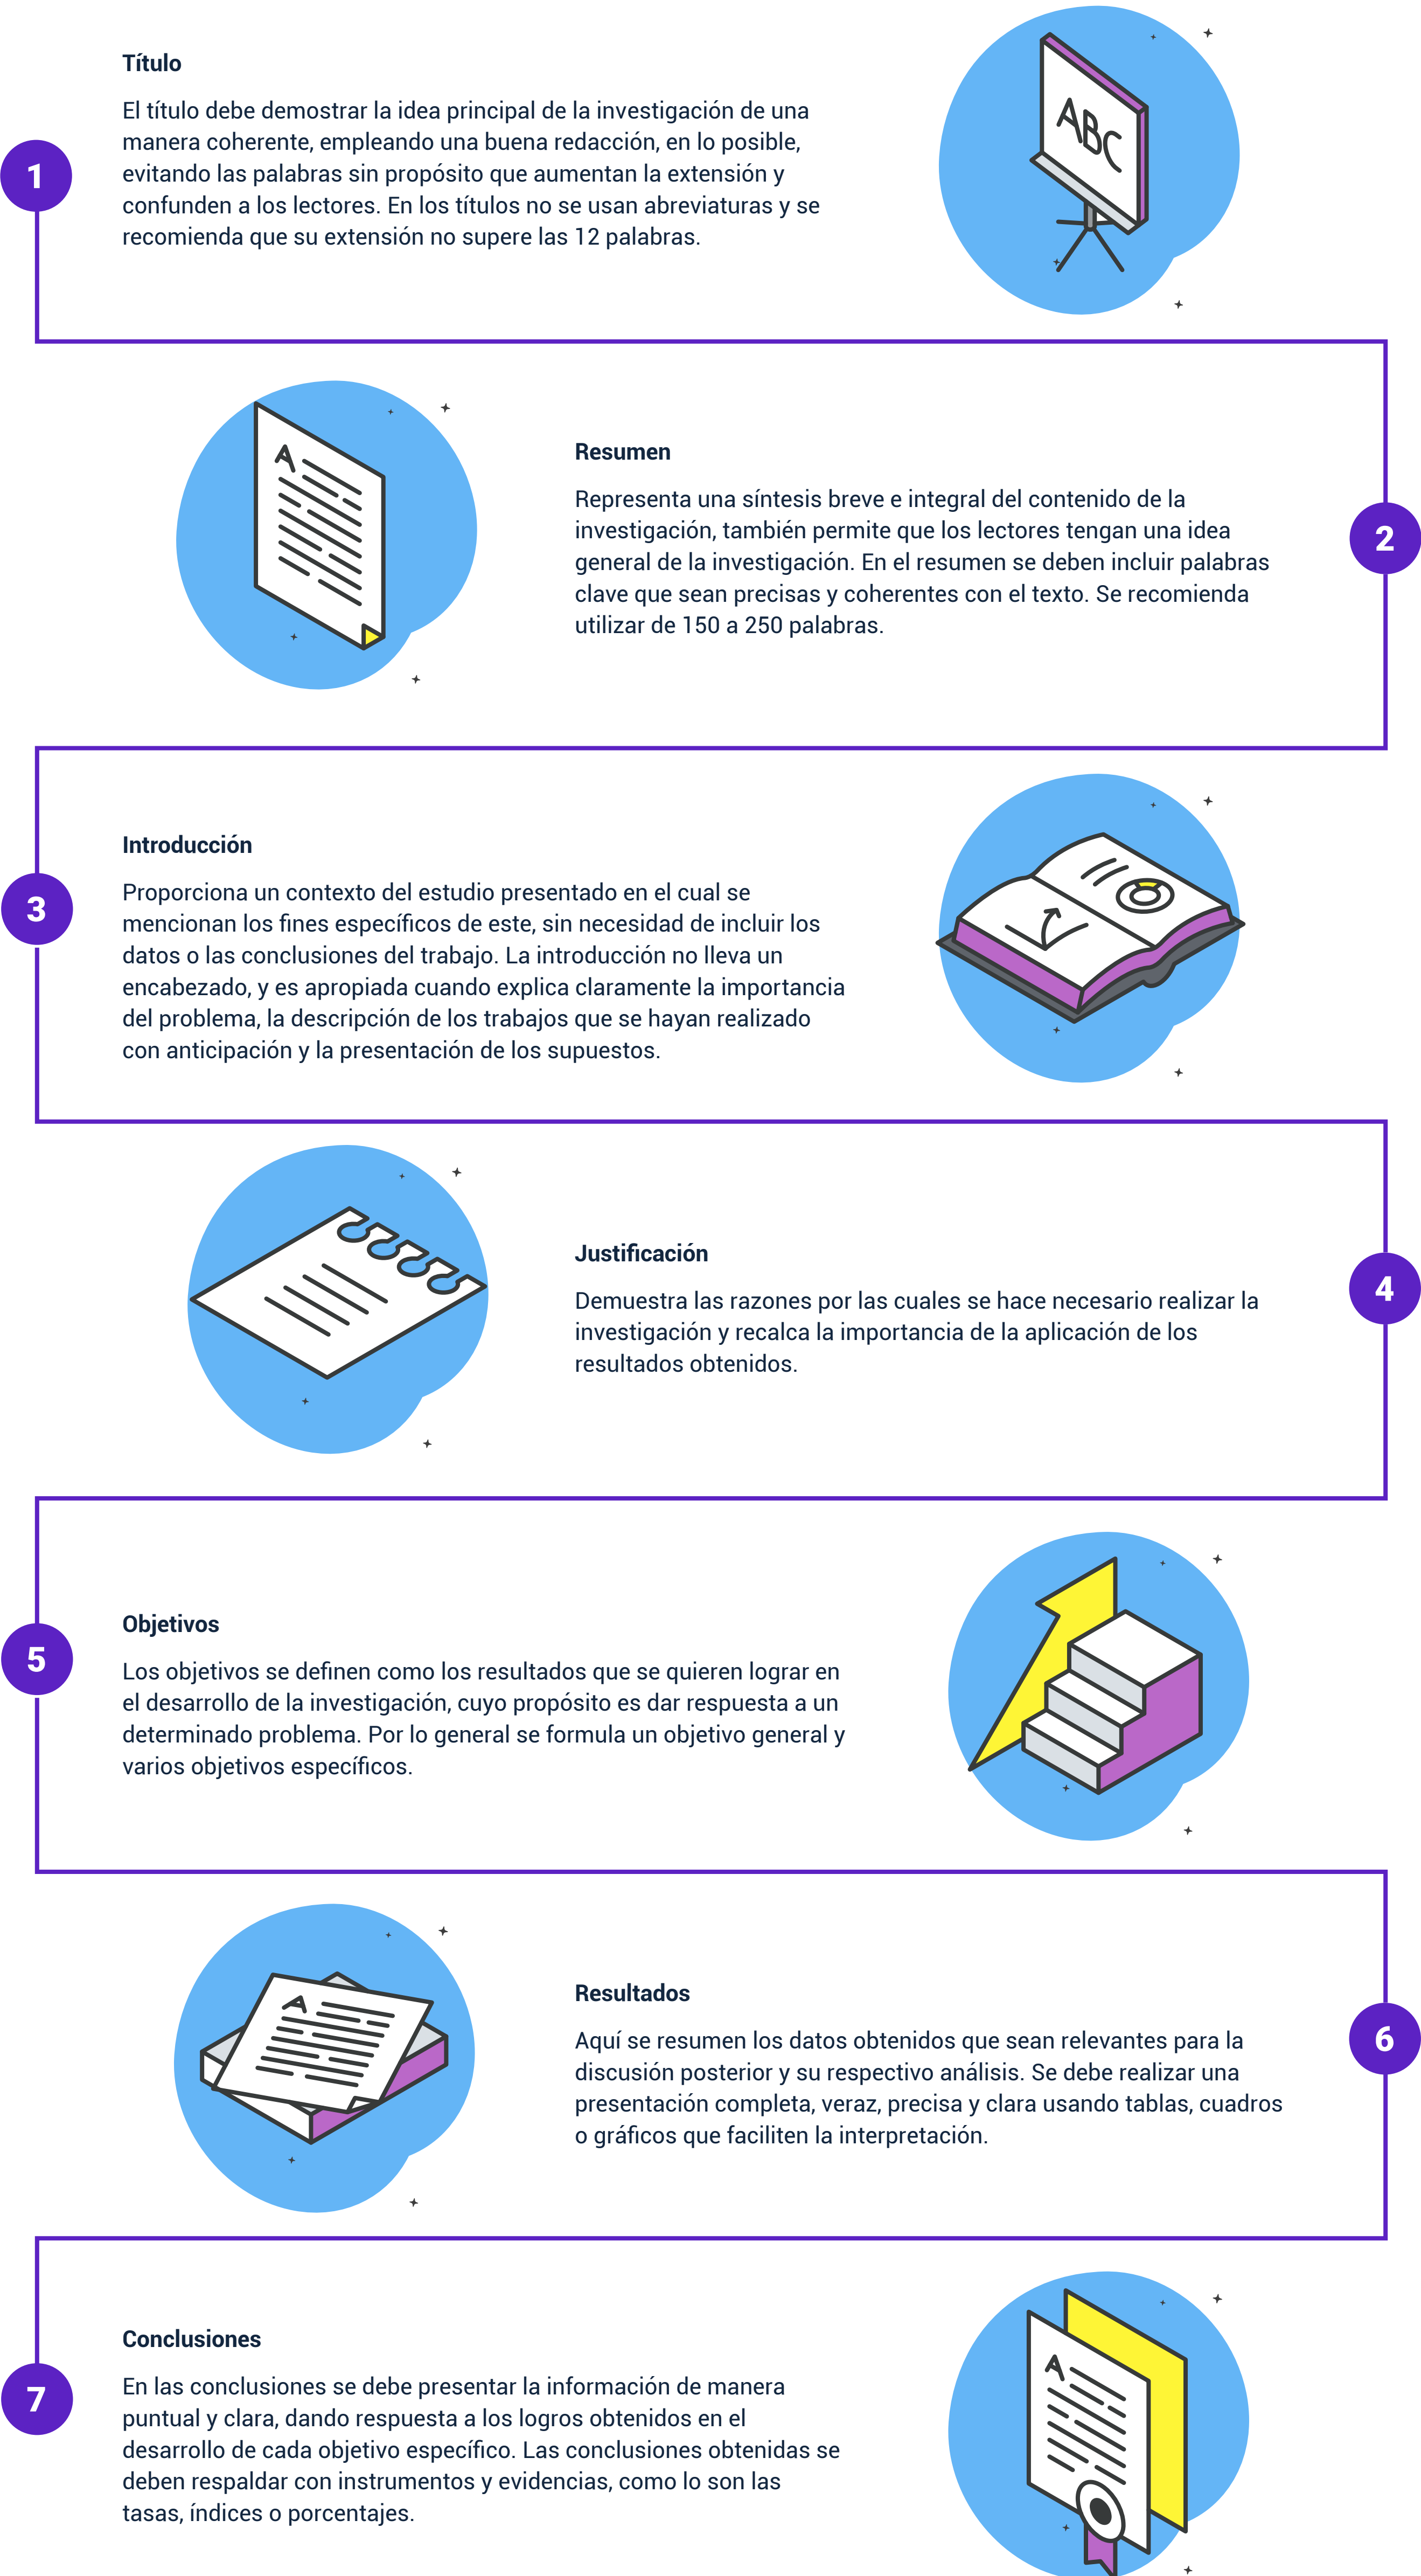 Título
El título debe demostrar la idea principal de la investigación de una
manera coherente, empleando una buena redacción, en lo posible,
evitando las palabras sin propósito que aumentan la extensión y
confunden a los lectores. En los títulos no se usan abreviaturas y se
recomienda que su extensión no supere las 12 palabras.
1
ABC
Resumen
Representa una síntesis breve e integral del contenido de la
investigación, también permite que los lectores tengan una idea
general de la investigación. En el resumen se deben incluir palabras
clave que sean precisas y coherentes con el texto. Se recomienda
utilizar de 150 a 250 palabras.
2
A
Introducción
Proporciona un contexto del estudio presentado en el cual se
mencionan los fines específicos de este, sin necesidad de incluir los
datos o las conclusiones del trabajo. La introducción no lleva un
encabezado, y es apropiada cuando explica claramente la importancia
del problema, la descripción de los trabajos que se hayan realizado
con anticipación y la presentación de los supuestos.
3
Justificación
Demuestra las razones por las cuales se hace necesario realizar la
investigación y recalca la importancia de la aplicación de los
resultados obtenidos.
4
Objetivos
Los objetivos se definen como los resultados que se quieren lograr en
el desarrollo de la investigación, cuyo propósito es dar respuesta a un
determinado problema. Por lo general se formula un objetivo general y
varios objetivos específicos.
5
Resultados
Aquí se resumen los datos obtenidos que sean relevantes para la
discusión posterior y su respectivo análisis. Se debe realizar una
presentación completa, veraz, precisa y clara usando tablas, cuadros
o gráficos que faciliten la interpretación.
6
A
Conclusiones
En las conclusiones se debe presentar la información de manera
puntual y clara, dando respuesta a los logros obtenidos en el
desarrollo de cada objetivo específico. Las conclusiones obtenidas se
deben respaldar con instrumentos y evidencias, como lo son las
tasas, índices o porcentajes.
7
A